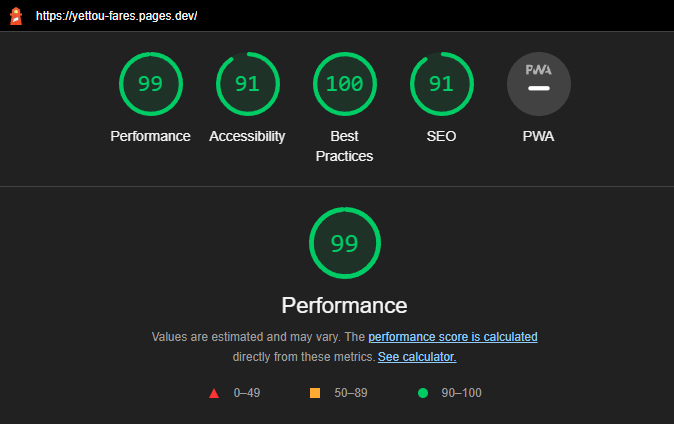 https://yettou-fares.pages.dev/
99
91
100
91
PWA
Performance
Accessibility
Best
Practices
SEO
PWA
99
Performance
Values are estimated and may vary. The performance score is calculated
directly from these metrics. See calculator.
0–49
50–89
90–100